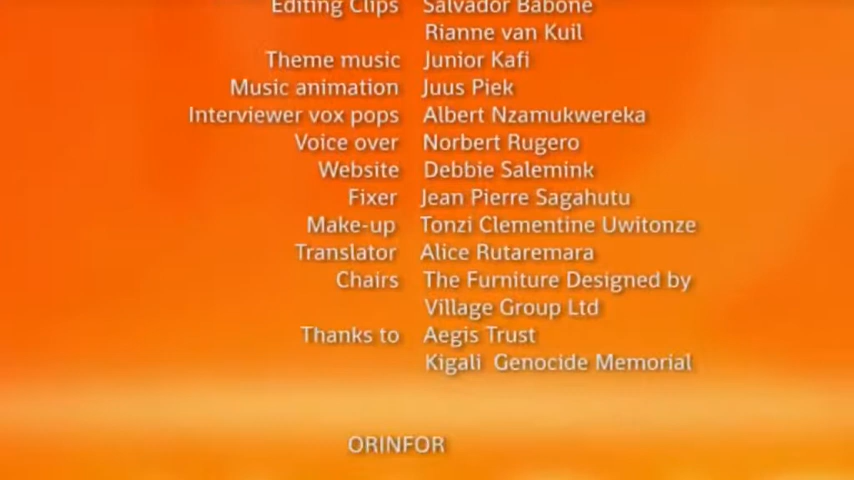 Editing Clips Salvador Babone
Rianne van Kuil
Theme music Junior Kafi
Music animation Juus Piek
Interviewer vox pops Albert Nzamukwereka
Voice over Norbert Rugero
Website Debbie Salemink
Fixer Jean Pierre Sagahutu
Make-up Tonzi Clementine Uwitonze
Translator Alice Rutaremara
Chairs The Furniture Designed by
Village Group Ltd
Thanks to Aegis Trust
Kigali Genocide Memorial
ORINFOR